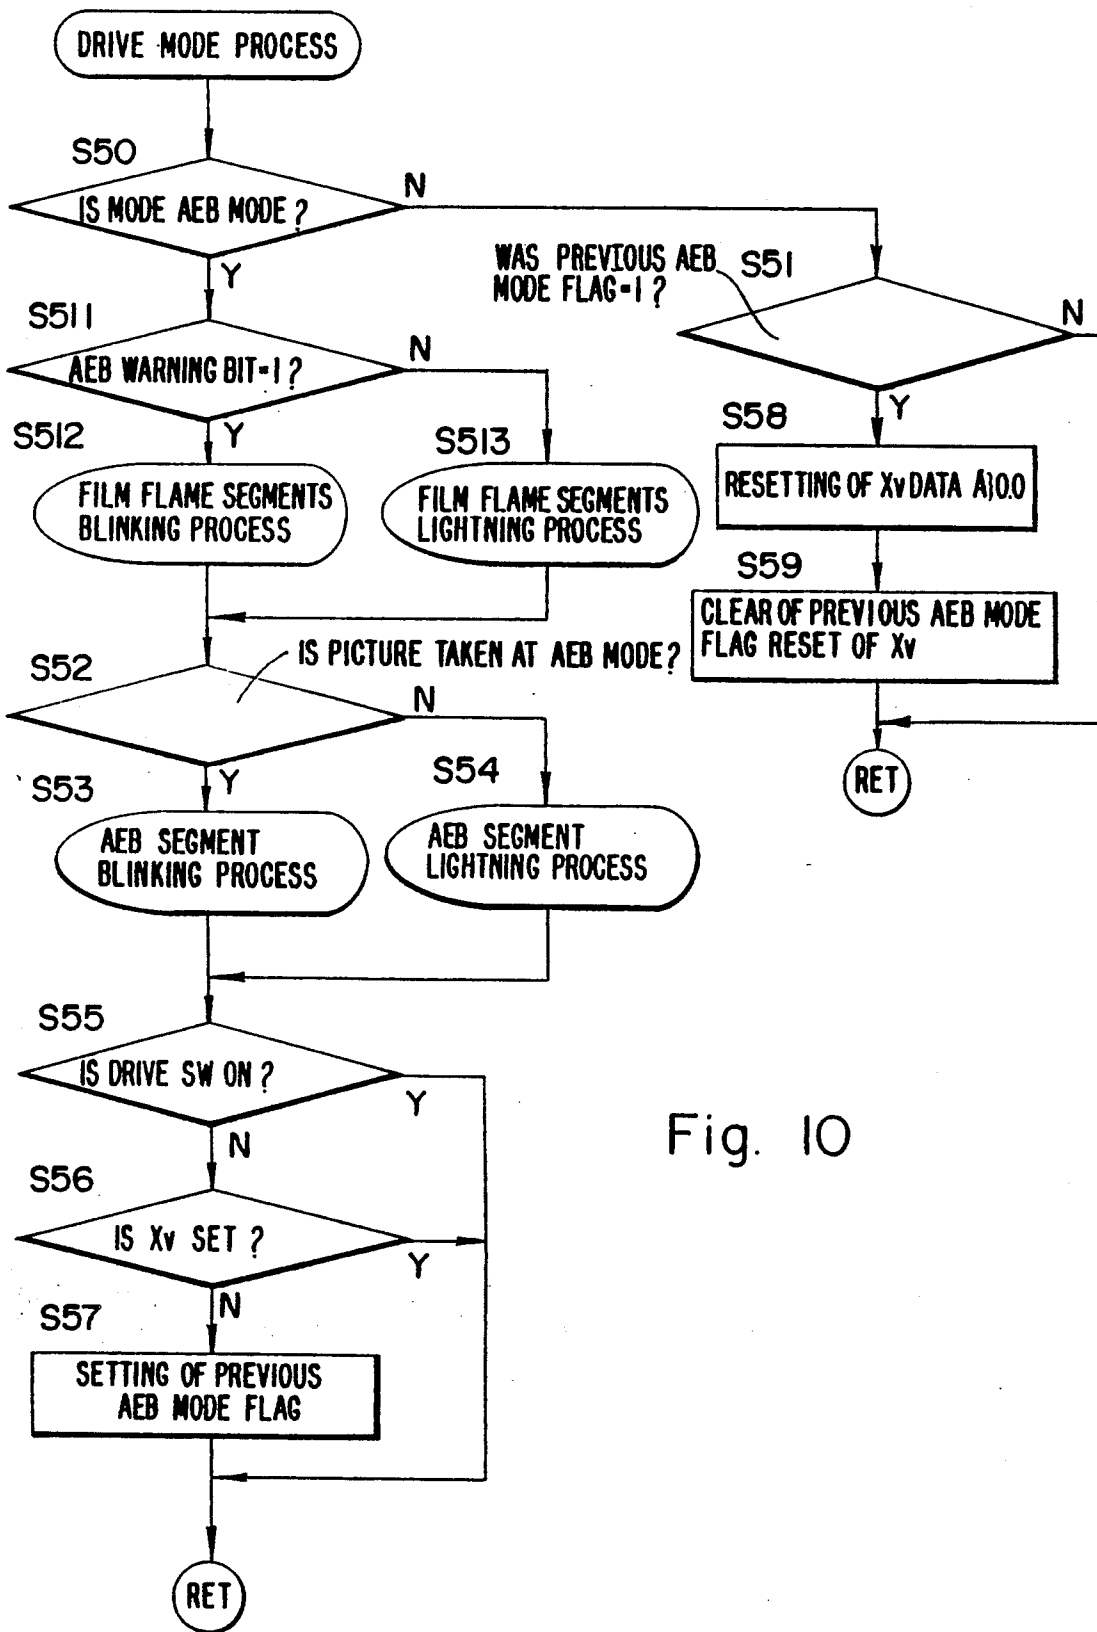 DRIVE MODE PROCESS
S50
IS MODE AEB MODE?
N
Y
WAS PREVIOUS AEB
MODE FLAG=1?
S51
N
Y
S511
AEB WARNING BIT=1?
N
Y
S512
FILM FLAME SEGMENTS
BLINKING PROCESS
S513
FILM FLAME SEGMENTS
LIGHTNING PROCESS
S58
RESETTING OF Xv DATA Â}0.0
S59
CLEAR OF PREVIOUS AEB MODE
FLAG RESET OF Xv
RET
S52
IS PICTURE TAKEN AT AEB MODE?
N
Y
S53
AEB SEGMENT
BLINKING PROCESS
S54
AEB SEGMENT
LIGHTNING PROCESS
S55
IS DRIVE SW ON?
Y
N
S56
IS Xv SET?
Y
N
S57
SETTING OF PREVIOUS
AEB MODE FLAG
RET
Fig. 10